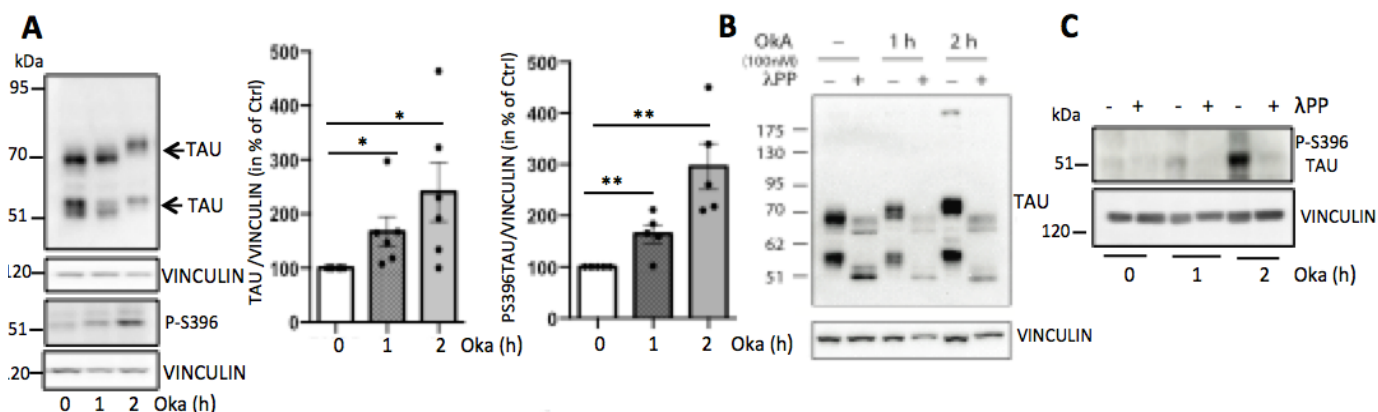 A
kDa
95
70
51
120
51
120
TAU
TAU
VINCULIN
P-S396
VINCULIN
0 1 2 Oka (h)
TAU /VINCULIN (in % of Ctrl)
500
400
300
200
100
0
*
*
0 1 2 Oka (h)
PS396TAU/VINCULIN (in % of Ctrl)
500
400
300
200
100
0
**
**
0 1 2 Oka (h)
B
OkA – 1 h 2 h
(100nM)
λPP – + – + – +
175
130
95
70
62
51
TAU
VINCULIN
C
kDa
- + - + - + λPP
51
120
P-S396
TAU
VINCULIN
0 1 2 Oka (h)